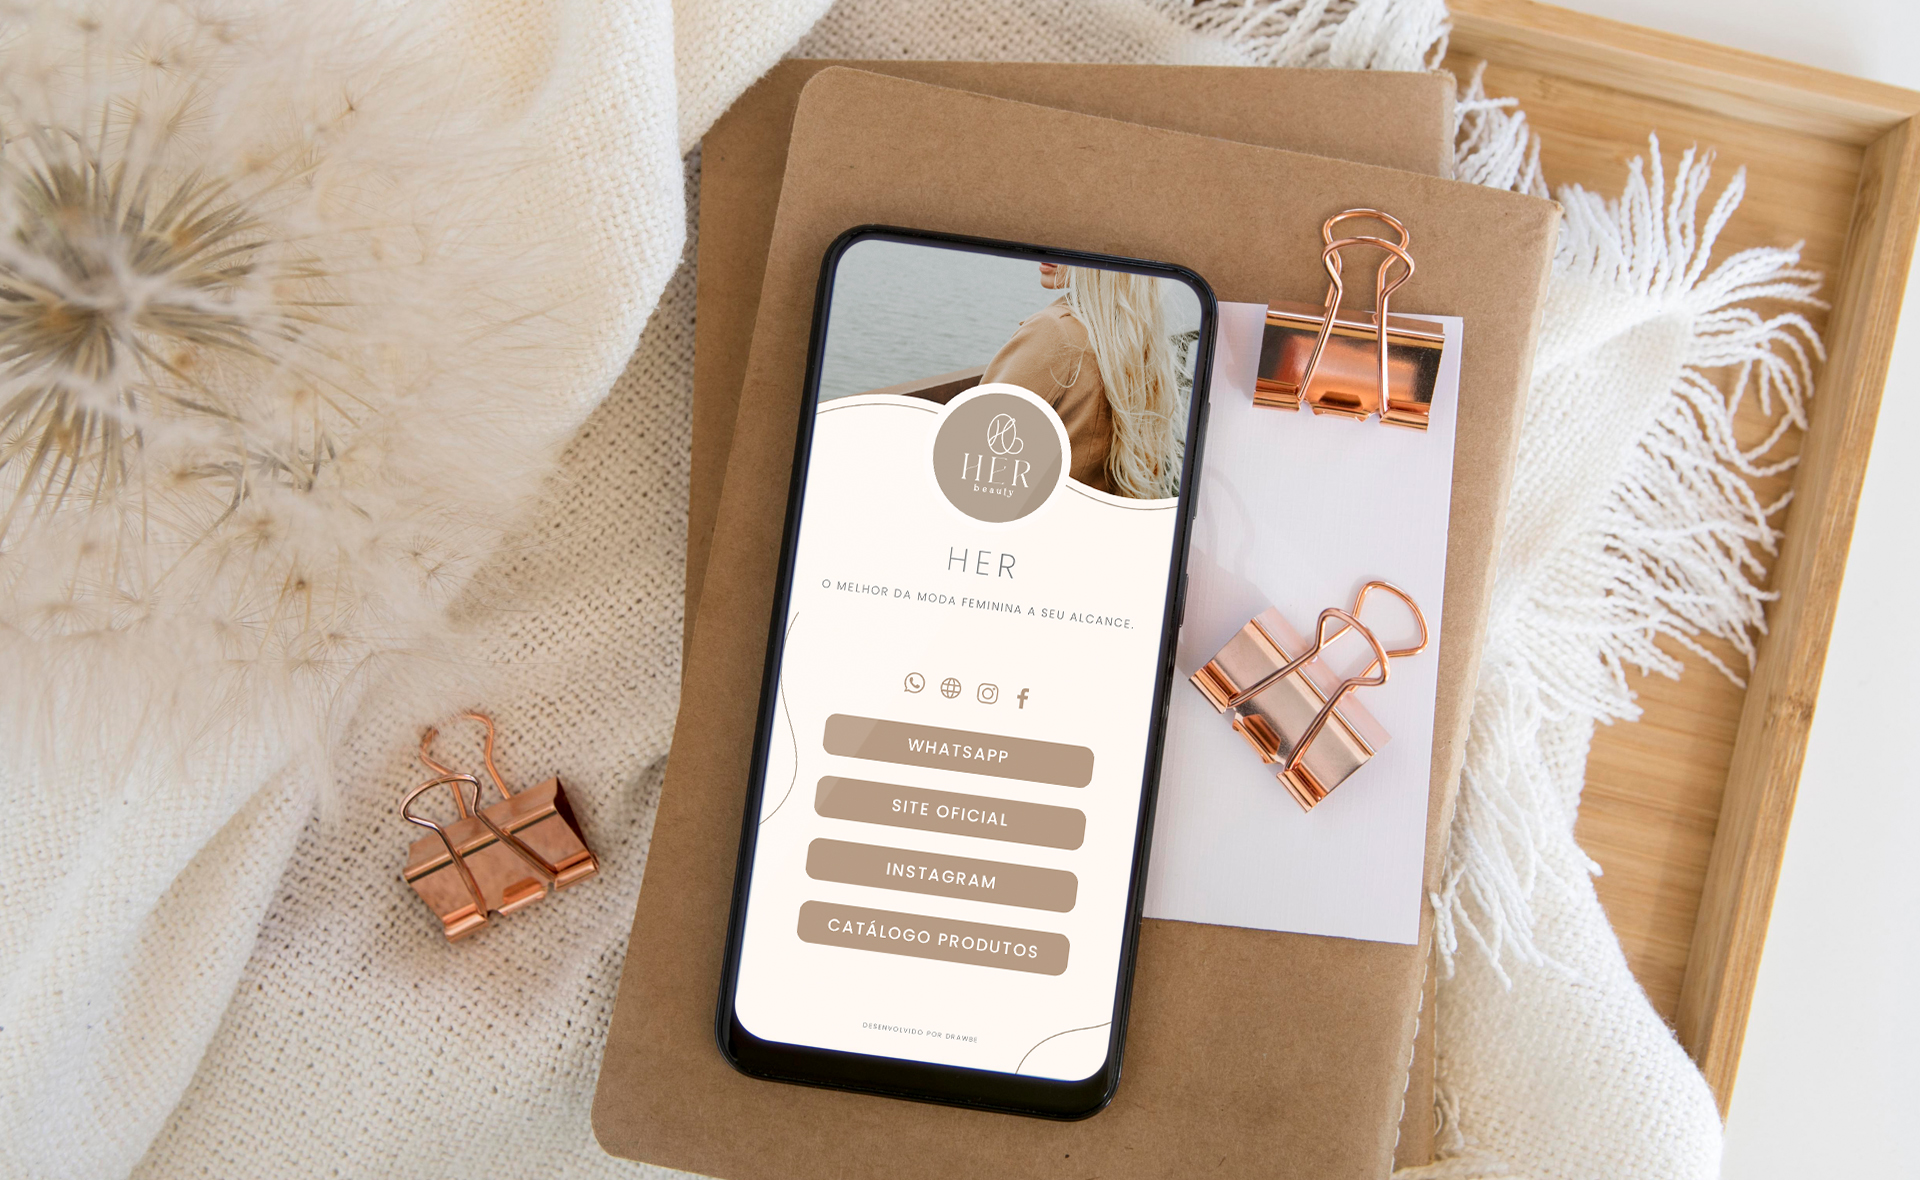 HER
beauty
HER
O MELHOR DA MODA FEMININA A SEU ALCANCE.
WHATSAPP
SITE OFICIAL
INSTAGRAM
CATÁLOGO PRODUTOS
DESENVOLVIDO POR DRAWBE